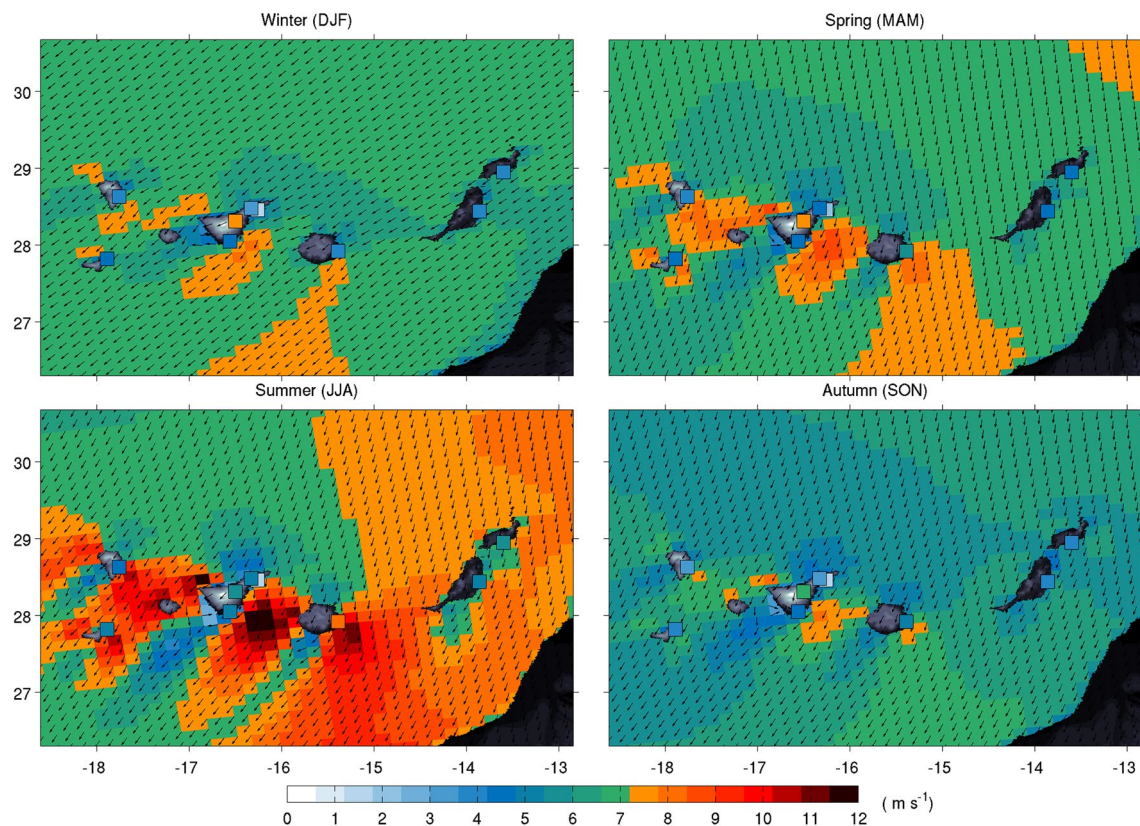 Winter (DJF) Spring (MAM)
30
29
28
27
Summer (JJA) Autumn (SON)
30
29
28
27
-18 -17 -16 -15 -14 -13 -18 -17 -16 -15 -14 -13
0 1 2 3 4 5 6 7 8 9 10 11 12 ( m s⁻¹)